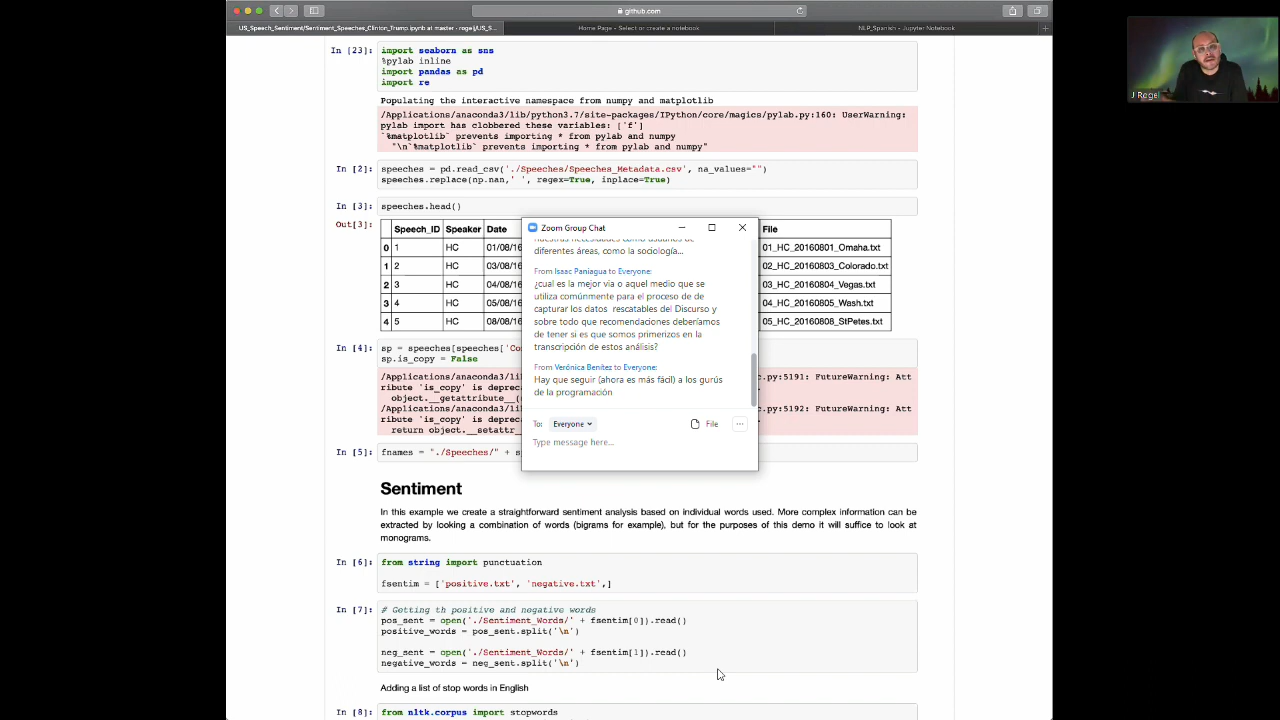 github.com
US_Speech_Sentiment/Sentiment_Speeches_Clinton_Trump.ipynb at master · rogelj/US_S...
Home Page - Select or create a notebook
NLP_Spanish - Jupyter Notebook
J Rogel
In [23]: import seaborn as sns
%pylab inline
import pandas as pd
import re
Populating the interactive namespace from numpy and matplotlib
/Applications/anaconda3/lib/python3.7/site-packages/IPython/core/magics/pylab.py:160: UserWarning:
pylab import has clobbered these variables: ['f']
`%matplotlib` prevents importing * from pylab and numpy
"\n`%matplotlib` prevents importing * from pylab and numpy"
In [2]: speeches = pd.read_csv('./Speeches/Speeches_Metadata.csv', na_values="")
speeches.replace(np.nan,' ', regex=True, inplace=True)
In [3]: speeches.head()
Out[3]:
Speech_ID Speaker Date File
0 1 HC 01/08/16 01_HC_20160801_Omaha.txt
1 2 HC 03/08/16 02_HC_20160803_Colorado.txt
2 3 HC 04/08/16 03_HC_20160804_Vegas.txt
3 4 HC 05/08/16 04_HC_20160805_Wash.txt
4 5 HC 08/08/16 05_HC_20160808_StPetes.txt
In [4]: sp = speeches[speeches['Co
sp.is_copy = False
/Applications/anaconda3/lib c.py:5191: FutureWarning: Att
ribute 'is_copy' is deprec
object.__getattribute__(
/Applications/anaconda3/lib c.py:5192: FutureWarning: Att
ribute 'is_copy' is deprec
return object.__setattr_
In [5]: fnames = "./Speeches/" + s
Zoom Group Chat
nuestras necesidades como usuarios de
diferentes áreas, como la sociología...
From Isaac Paniagua to Everyone:
¿cual es la mejor via o aquel medio que se
utiliza comúnmente para el proceso de de
capturar los datos rescatables del Discurso y
sobre todo que recomendaciones deberíamos
de tener si es que somos primerizos en la
transcripción de estos análisis?
From Verónica Benítez to Everyone:
Hay que seguir (ahora es más fácil) a los gurús
de la programación
To: Everyone File ...
Type message here...
Sentiment
In this example we create a straightforward sentiment analysis based on individual words used. More complex information can be
extracted by looking a combination of words (bigrams for example), but for the purposes of this demo it will suffice to look at
monograms.
In [6]: from string import punctuation
fsentim = ['positive.txt', 'negative.txt',]
In [7]: # Gotting th positive and negative words
pos_sent = open('./Sentiment_Words/' + fsentim[0]).read()
positive_words = pos_sent.split('\n')
neg_sent = open('./Sentiment_Words/' + fsentim[1]).read()
negative_words = neg_sent.split('\n')
Adding a list of stop words in English
In [8]: from nltk.corpus import stopwords